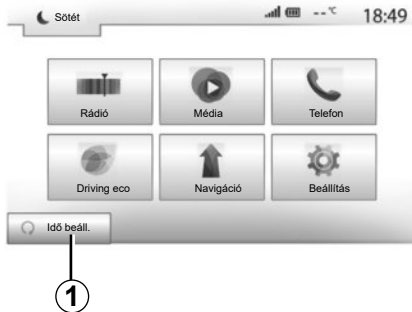 Sötét
--°C
18:49
Rádió
Média
Telefon
Driving eco
Navigáció
Beállítás
Idő beáll.
1